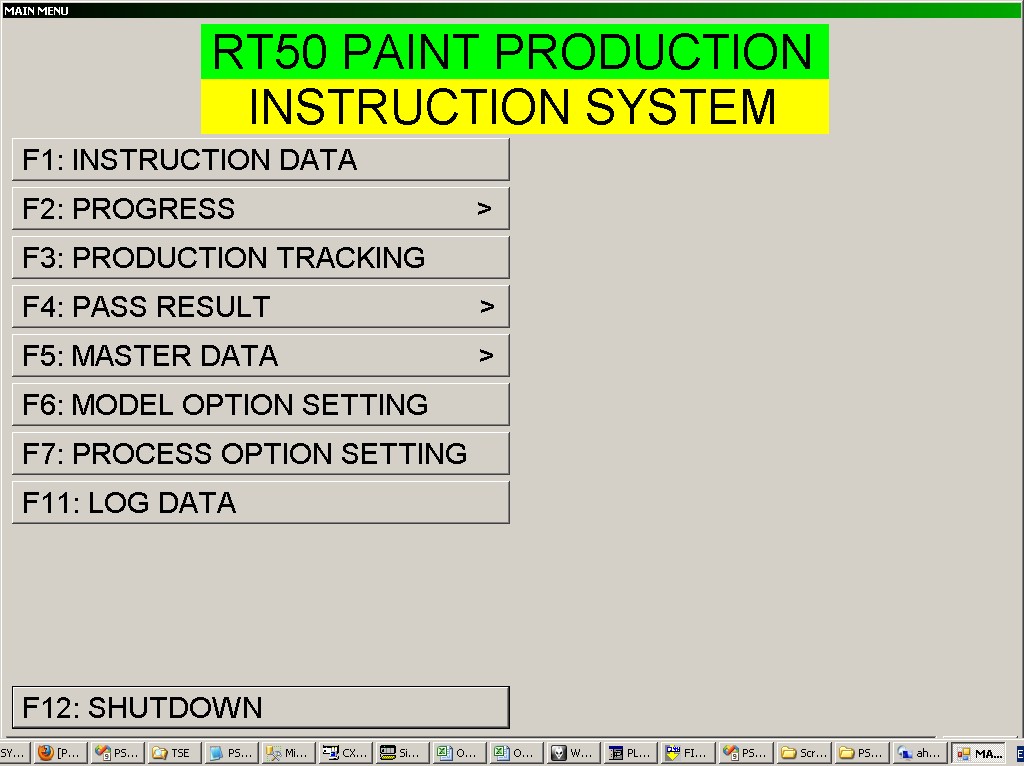 MAIN MENU
RT50 PAINT PRODUCTION
INSTRUCTION SYSTEM
F1: INSTRUCTION DATA
F2: PROGRESS >
F3: PRODUCTION TRACKING
F4: PASS RESULT >
F5: MASTER DATA >
F6: MODEL OPTION SETTING
F7: PROCESS OPTION SETTING
F11: LOG DATA
F12: SHUTDOWN
SY... [P... PS... TSE PS... Mi... CX... Si... O... O... W... PL... FI... PS... Scr... PS... ah... MA...